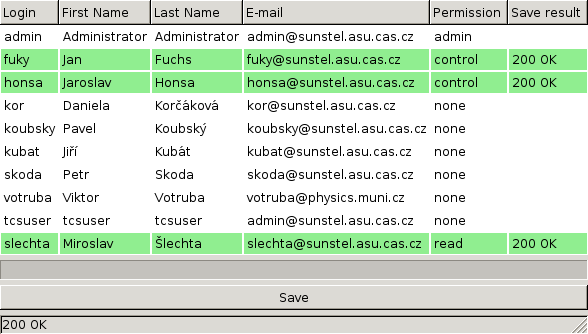 Login First Name Last Name E-mail Permission Save result
admin Administrator Administrator admin@sunstel.asu.cas.cz admin
fuky Jan Fuchs fuky@sunstel.asu.cas.cz control 200 OK
honsa Jaroslav Honsa honsa@sunstel.asu.cas.cz control 200 OK
kor Daniela Korčáková kor@sunstel.asu.cas.cz none
koubsky Pavel Koubský koubsky@sunstel.asu.cas.cz none
kubat Jiří Kubát kubat@sunstel.asu.cas.cz none
skoda Petr Skoda skoda@sunstel.asu.cas.cz none
votruba Viktor Votruba votruba@physics.muni.cz none
tcsuser tcsuser tcsuser admin@sunstel.asu.cas.cz none
slechta Miroslav Šlechta slechta@sunstel.asu.cas.cz read 200 OK
Save
200 OK